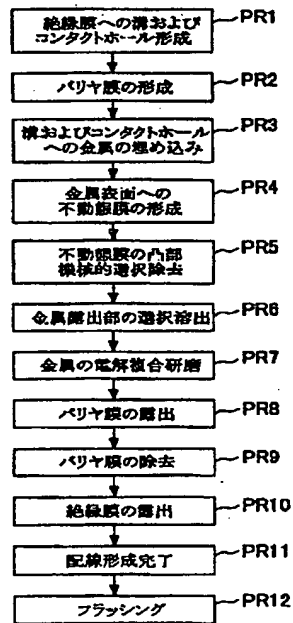 絶縁膜への溝および
コンタクトホール形成
PR1
バリヤ膜の形成
PR2
溝およびコンタクトホール
への金属の埋め込み
PR3
金属表面への
不動態膜の形成
PR4
不動態膜の凸部
機械的選択除去
PR5
金属露出部の選択溶出
PR6
金属の電解複合研磨
PR7
バリヤ膜の露出
PR8
バリヤ膜の除去
PR9
絶縁膜の露出
PR10
配線形成完了
PR11
フラッシング
PR12